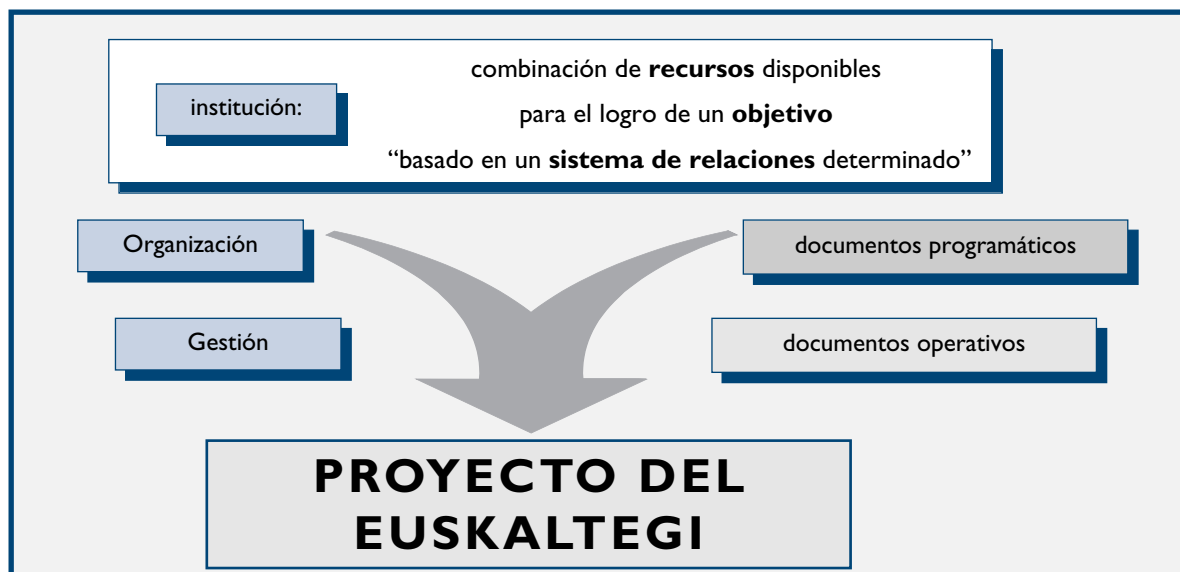 institución:
combinación de recursos disponibles
para el logro de un objetivo
“basado en un sistema de relaciones determinado”
Organización
documentos programáticos
Gestión
documentos operativos
PROYECTO DEL
EUSKALTEGI